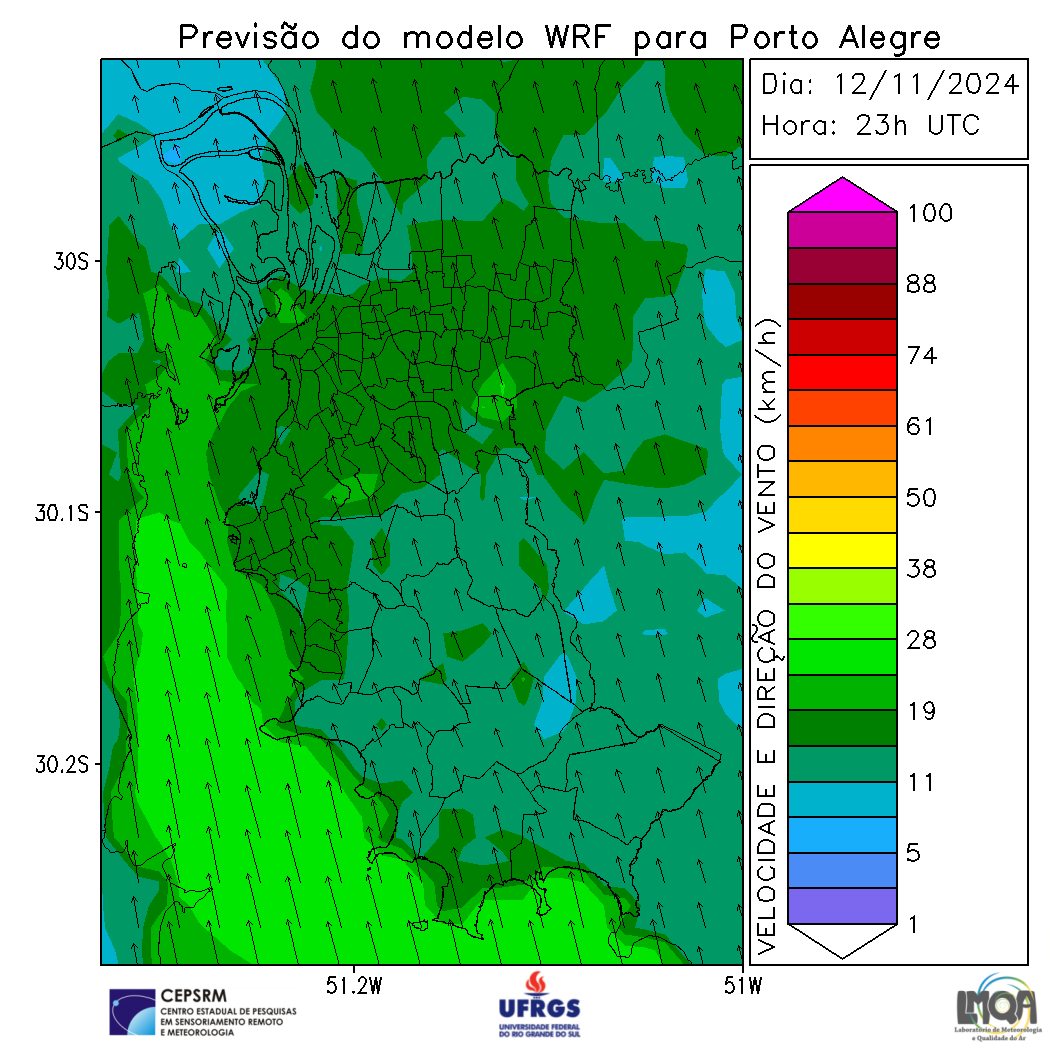 Previsão do modelo WRF para Porto Alegre
Dia: 12/11/2024
Hora: 23h UTC
30S
30.1S
30.2S
51.2W
51W
VELOCIDADE E DIREÇÃO DO VENTO (km/h)
100
88
74
61
50
38
28
19
11
5
1
CEPSRM
CENTRO ESTADUAL DE PESQUISAS
EM SENSORIAMENTO REMOTO
E METEOROLOGIA
UFRGS
UNIVERSIDADE FEDERAL
DO RIO GRANDE DO SUL
LMQA
Laboratório de Meteorologia
e Qualidade do Ar